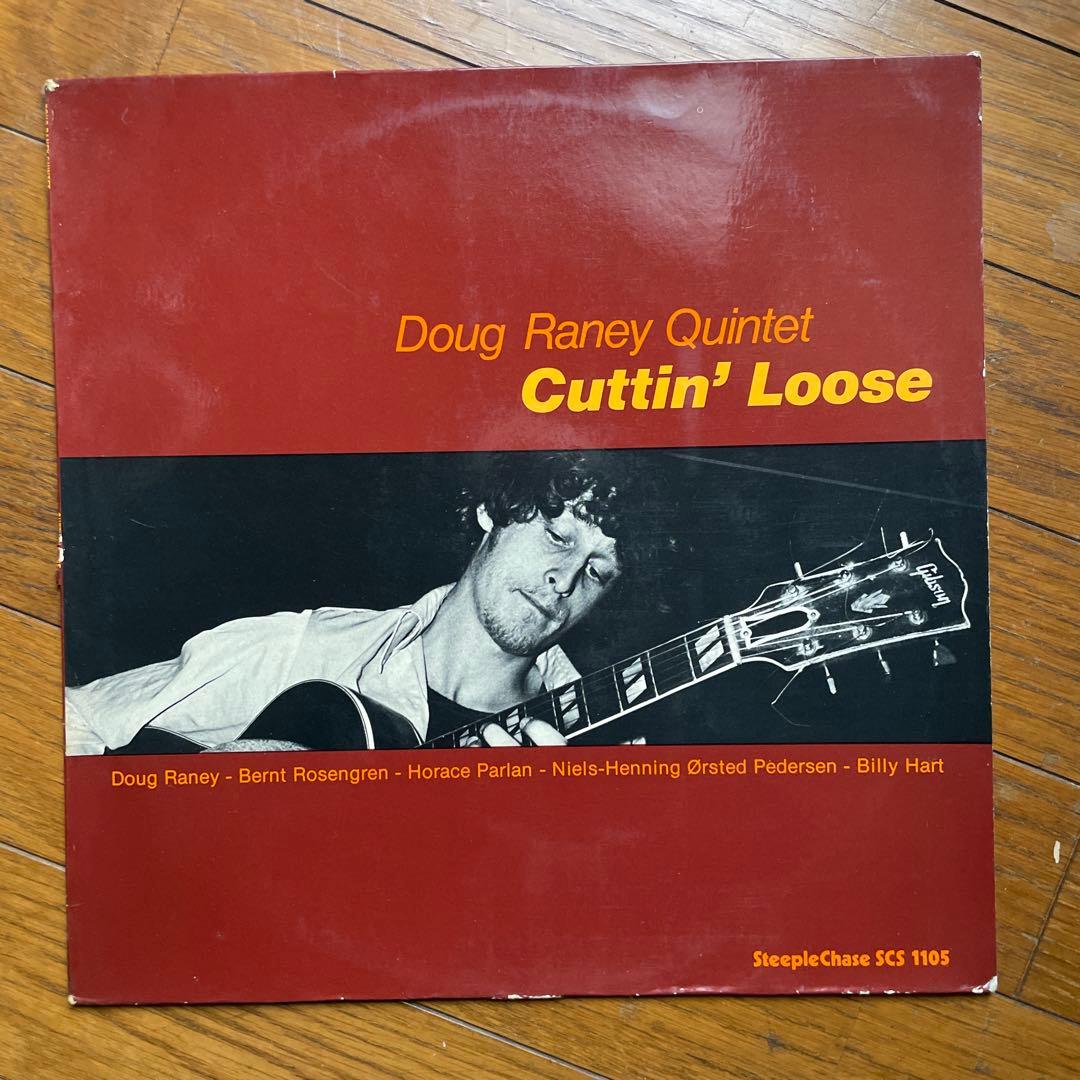 Doug Raney Quintet
Cuttin' Loose
Gibson
Doug Raney - Bernt Rosengren - Horace Parlan - Niels-Henning Ørsted Pedersen - Billy Hart
SteepleChase SCS 1105